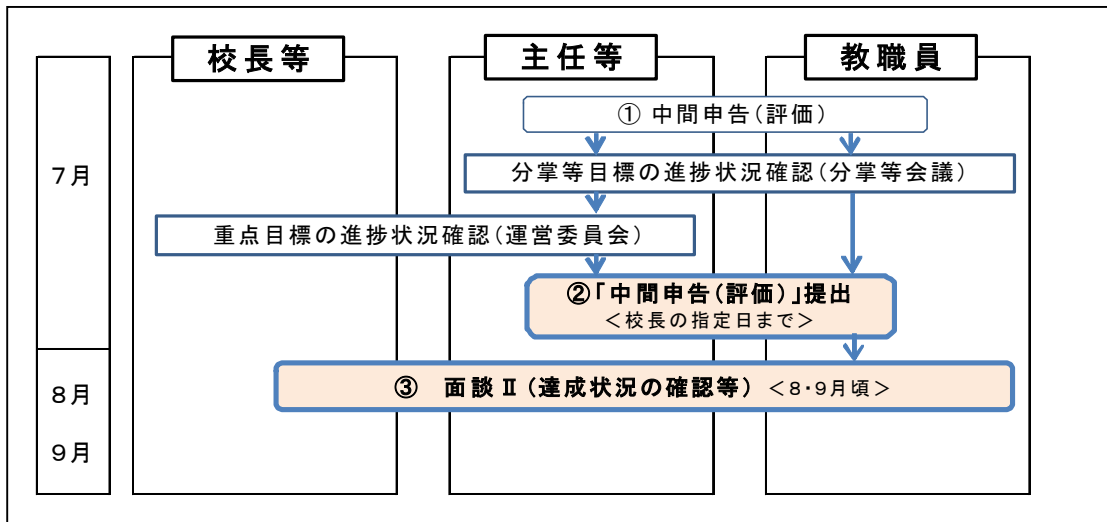 校長等
主任等
教職員
① 中間申告(評価)
7月
分掌等目標の進捗状況確認(分掌等会議)
重点目標の進捗状況確認(運営委員会)
②「中間申告(評価)」提出
＜校長の指定日まで＞
8月
③ 面談Ⅱ(達成状況の確認等) ＜8・9月頃＞
9月